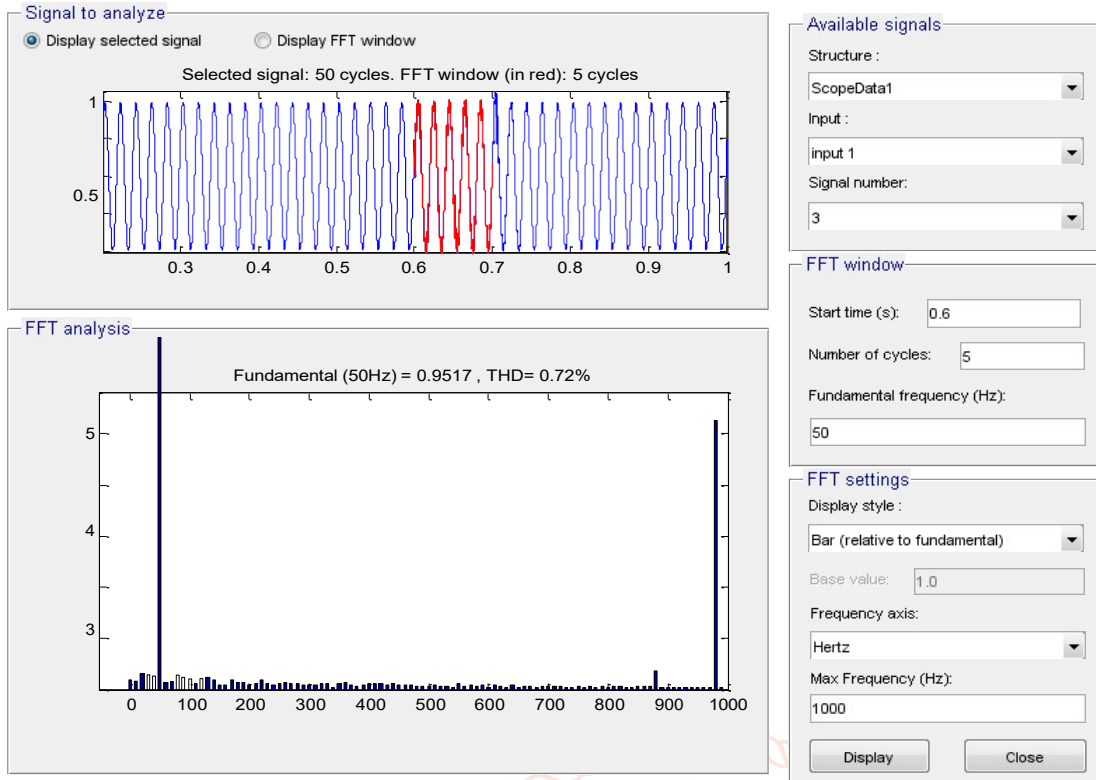 Signal to analyze
Display selected signal
Display FFT window
Selected signal: 50 cycles. FFT window (in red): 5 cycles
1
0.5
0.3 0.4 0.5 0.6 0.7 0.8 0.9 1
FFT analysis
Fundamental (50Hz) = 0.9517 , THD= 0.72%
5
4
3
0 100 200 300 400 500 600 700 800 900 1000
Available signals
Structure :
ScopeData1
Input :
input 1
Signal number:
3
FFT window
Start time (s): 0.6
Number of cycles: 5
Fundamental frequency (Hz):
50
FFT settings
Display style :
Bar (relative to fundamental)
Base value: 1.0
Frequency axis:
Hertz
Max Frequency (Hz):
1000
Display Close